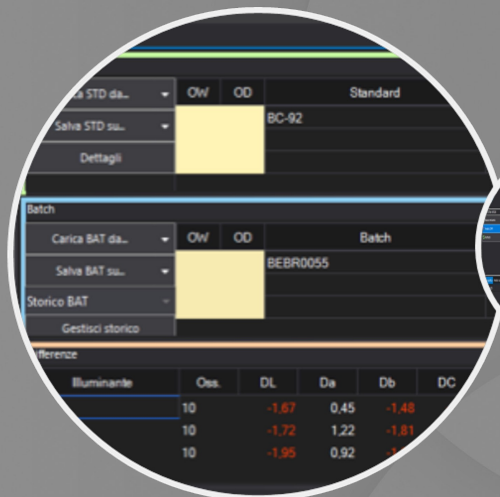 STD da...
OW OD Standard
Salva STD su...
BC-92
Dettagli
Batch
Carica BAT da...
OW OD Batch
Salva BAT su...
BEBR0055
Storico BAT
Gestisci storico
Illuminante Oss. DL Da Db DC
10 -1,67 0,45 -1,48
10 -1,72 1,22 -1,81
10 -1,95 0,92